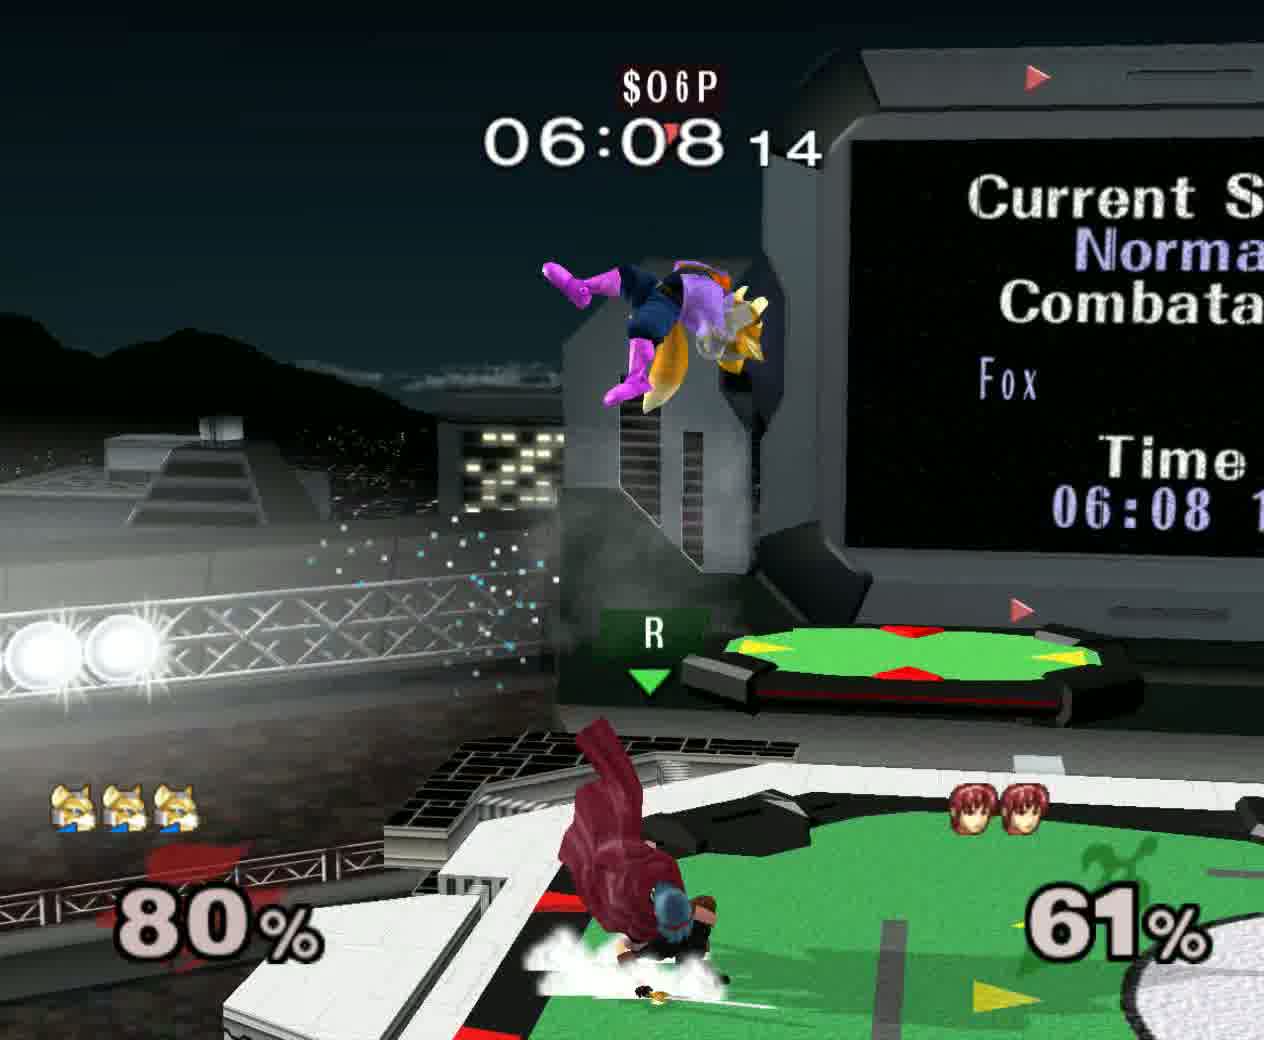 $06P
06:08 14
Current S
Norma
Combata
Fox
Time
06:08 1
R
80%
61%